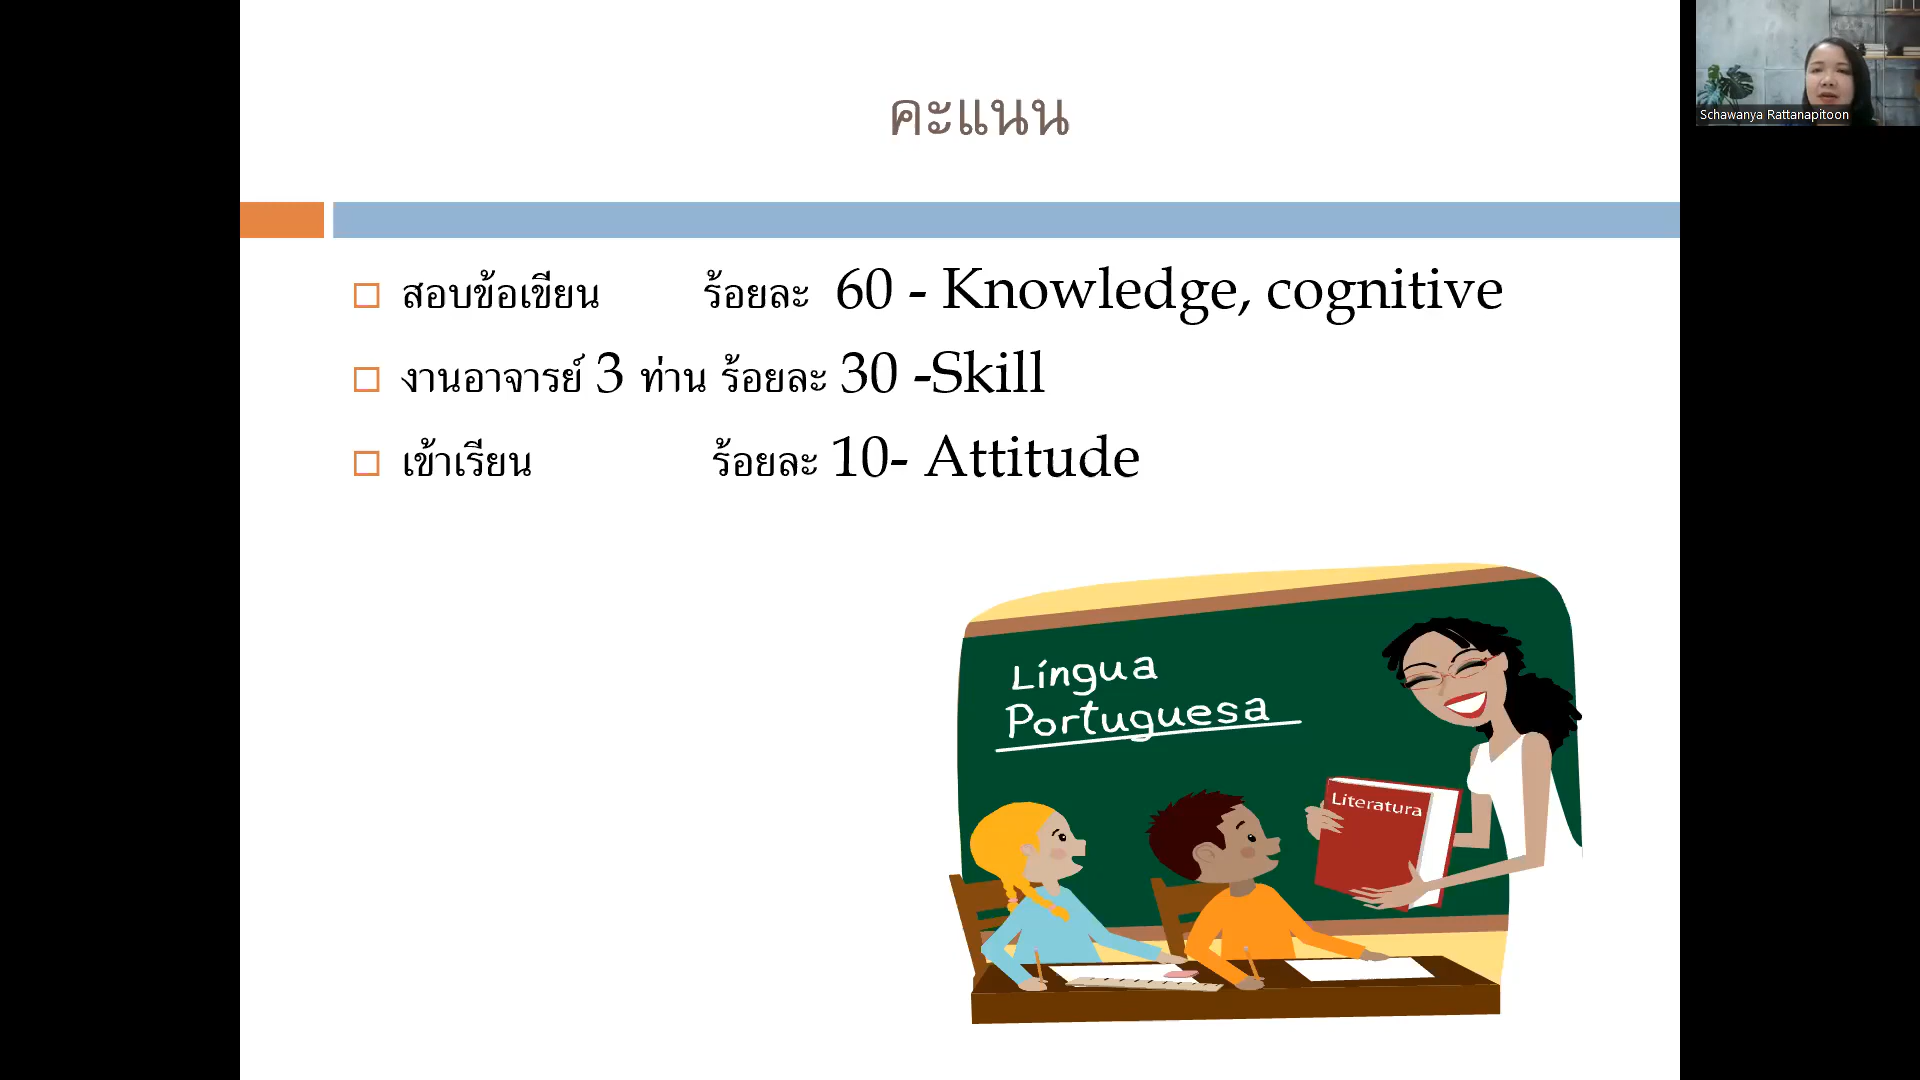 คะแนน
สอบข้อเขียน ร้อยละ 60 - Knowledge, cognitive
งานอาจารย์ 3 ท่าน ร้อยละ 30 -Skill
เข้าเรียน ร้อยละ 10- Attitude
Língua
Portuguesa
Literatura
Schawanya Rattanapitoon